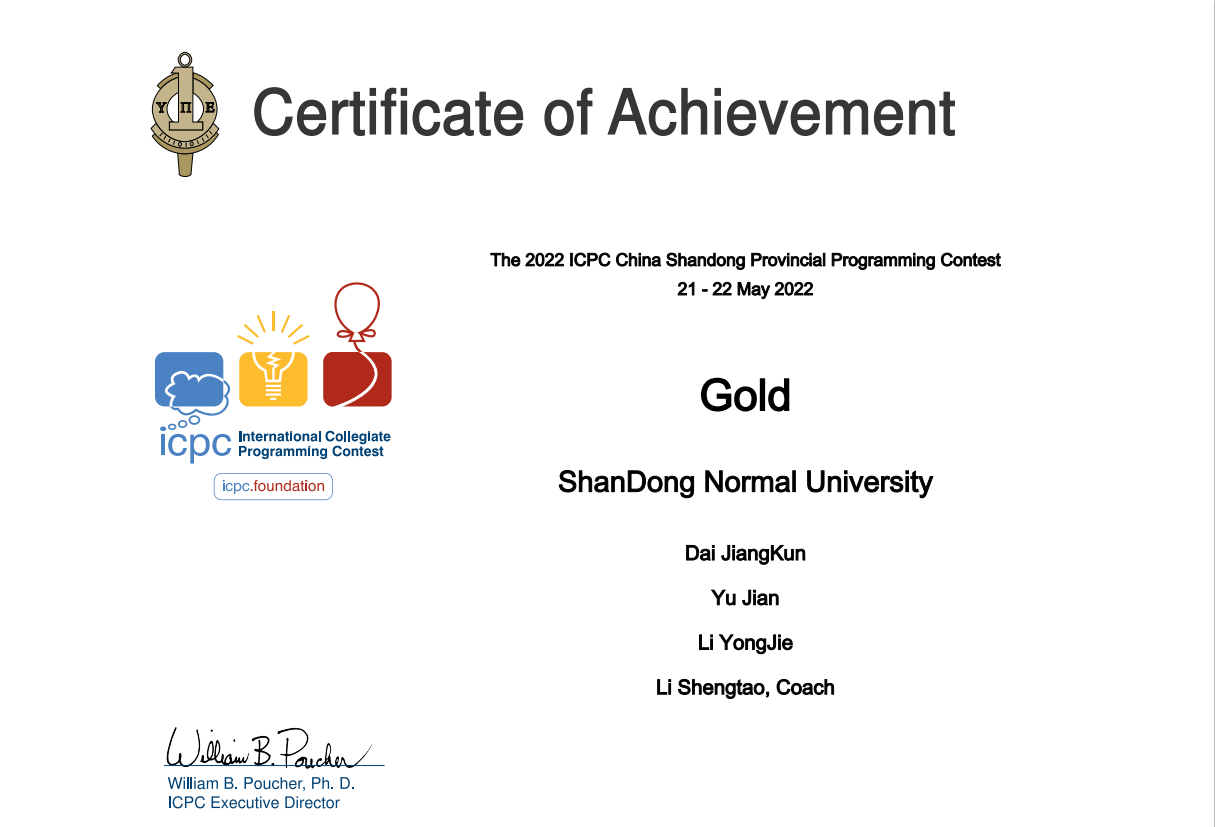 Υ Π Ε
Certificate of Achievement
The 2022 ICPC China Shandong Provincial Programming Contest
21 - 22 May 2022
Gold
ShanDong Normal University
Dai JiangKun
Yu Jian
Li YongJie
Li Shengtao, Coach
icpc International Collegiate
Programming Contest
icpc.foundation
William B. Poucher
William B. Poucher, Ph. D.
ICPC Executive Director